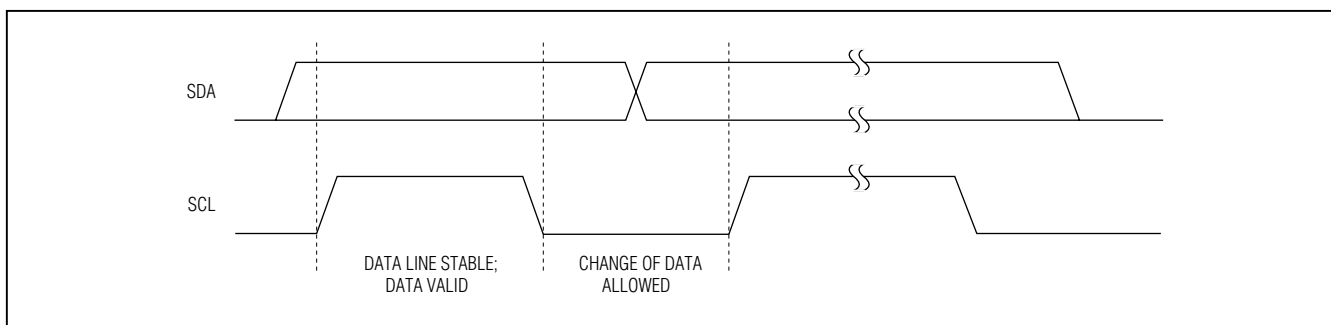 SDA
SCL
DATA LINE STABLE;
DATA VALID
CHANGE OF DATA
ALLOWED